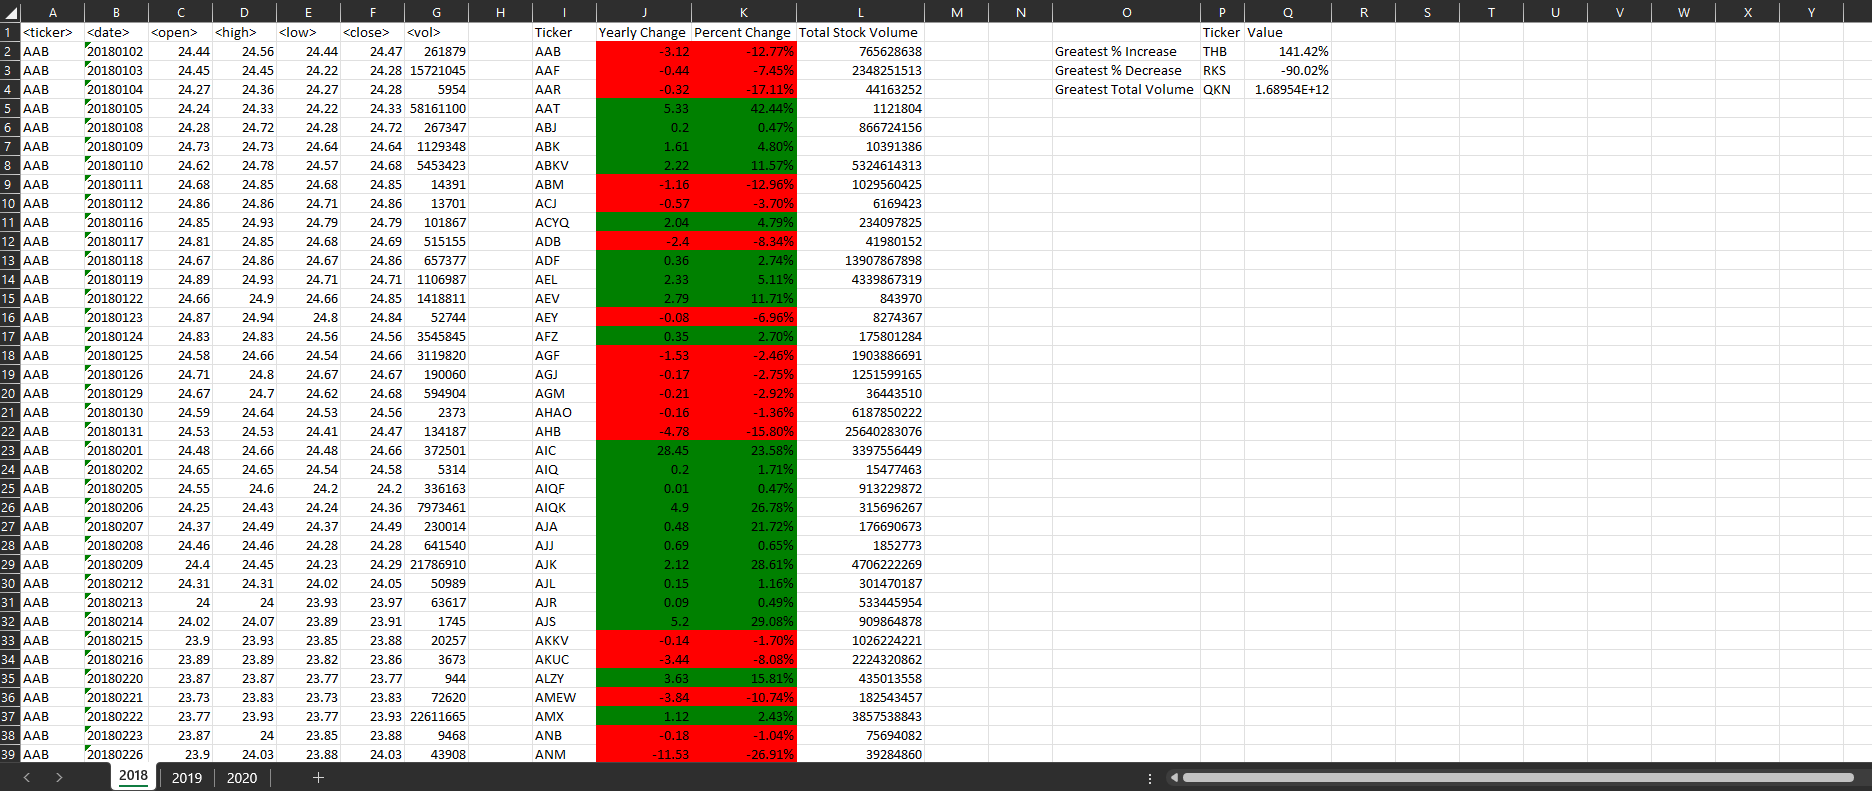 A B C D E F G H I J K L M N O P Q R S T U V W X Y
1 <ticker> <date> <open> <high> <low> <close> <vol> Ticker Yearly Change Percent Change Total Stock Volume Ticker Value
2 AAB 20180102 24.44 24.56 24.44 24.47 261879 AAB -3.12 -12.77% 765628638 Greatest % Increase THB 141.42%
3 AAB 20180103 24.45 24.45 24.22 24.28 15721045 AAF -0.44 -7.45% 2348251513 Greatest % Decrease RKS -90.02%
4 AAB 20180104 24.27 24.36 24.27 24.28 5954 AAR -0.32 -17.11% 44163252 Greatest Total Volume QKN 1.68954E+12
5 AAB 20180105 24.24 24.33 24.22 24.33 58161100 AAT 5.33 42.44% 1121804
6 AAB 20180108 24.28 24.72 24.28 24.72 267347 ABJ 0.2 0.47% 866724156
7 AAB 20180109 24.73 24.73 24.64 24.64 1129348 ABK 1.61 4.80% 10391386
8 AAB 20180110 24.62 24.78 24.57 24.68 5453423 ABKV 2.22 11.57% 5324614313
9 AAB 20180111 24.68 24.85 24.68 24.85 14391 ABM -1.16 -12.96% 1029560425
10 AAB 20180112 24.86 24.86 24.71 24.86 13701 ACJ -0.57 -3.70% 6169423
11 AAB 20180116 24.85 24.93 24.79 24.79 101867 ACYQ 2.04 4.79% 234097825
12 AAB 20180117 24.81 24.85 24.68 24.69 515155 ADB -2.4 -8.34% 41980152
13 AAB 20180118 24.67 24.86 24.67 24.86 657377 ADF 0.36 2.74% 13907867898
14 AAB 20180119 24.89 24.93 24.71 24.71 1106987 AEL 2.33 5.11% 4339867319
15 AAB 20180122 24.66 24.9 24.66 24.85 1418811 AEV 2.79 11.71% 843970
16 AAB 20180123 24.87 24.94 24.8 24.84 52744 AEY -0.08 -6.96% 8274367
17 AAB 20180124 24.83 24.83 24.56 24.56 3545845 AFZ 0.35 2.70% 175801284
18 AAB 20180125 24.58 24.66 24.54 24.66 3119820 AGF -1.53 -2.46% 1903886691
19 AAB 20180126 24.71 24.8 24.67 24.67 190060 AGJ -0.17 -2.75% 1251599165
20 AAB 20180129 24.67 24.7 24.62 24.68 594904 AGM -0.21 -2.92% 36443510
21 AAB 20180130 24.59 24.64 24.53 24.56 2373 AHAO -0.16 -1.36% 6187850222
22 AAB 20180131 24.53 24.53 24.41 24.47 134187 AHB -4.78 -15.80% 25640283076
23 AAB 20180201 24.48 24.66 24.48 24.66 372501 AIC 28.45 23.58% 3397556449
24 AAB 20180202 24.65 24.65 24.54 24.58 5314 AIQ 0.2 1.71% 15477463
25 AAB 20180205 24.55 24.6 24.2 24.2 336163 AIQF 0.01 0.47% 913229872
26 AAB 20180206 24.25 24.43 24.24 24.36 7973461 AIQK 4.9 26.78% 315696267
27 AAB 20180207 24.37 24.49 24.37 24.49 230014 AJA 0.48 21.72% 176690673
28 AAB 20180208 24.46 24.46 24.28 24.28 641540 AJJ 0.69 0.65% 1852773
29 AAB 20180209 24.4 24.45 24.23 24.29 21786910 AJK 2.12 28.61% 4706222269
30 AAB 20180212 24.31 24.31 24.02 24.05 50989 AJL 0.15 1.16% 301470187
31 AAB 20180213 24 24 23.93 23.97 63617 AJR 0.09 0.49% 533445954
32 AAB 20180214 24.02 24.07 23.89 23.91 1745 AJS 5.2 29.08% 909864878
33 AAB 20180215 23.9 23.93 23.85 23.88 20257 AKKV -0.14 -1.70% 1026224221
34 AAB 20180216 23.89 23.89 23.82 23.86 3673 AKUC -3.44 -8.08% 2224320862
35 AAB 20180220 23.87 23.87 23.77 23.77 944 ALZY 3.63 15.81% 435013558
36 AAB 20180221 23.73 23.83 23.73 23.83 72620 AMEW -3.84 -10.74% 182543457
37 AAB 20180222 23.77 23.93 23.77 23.93 22611665 AMX 1.12 2.43% 3857538843
38 AAB 20180223 23.87 24 23.85 23.88 9468 ANB -0.18 -1.04% 75694082
39 AAB 20180226 23.9 24.03 23.88 24.03 43908 ANM -11.53 -26.91% 39284860
2018 2019 2020